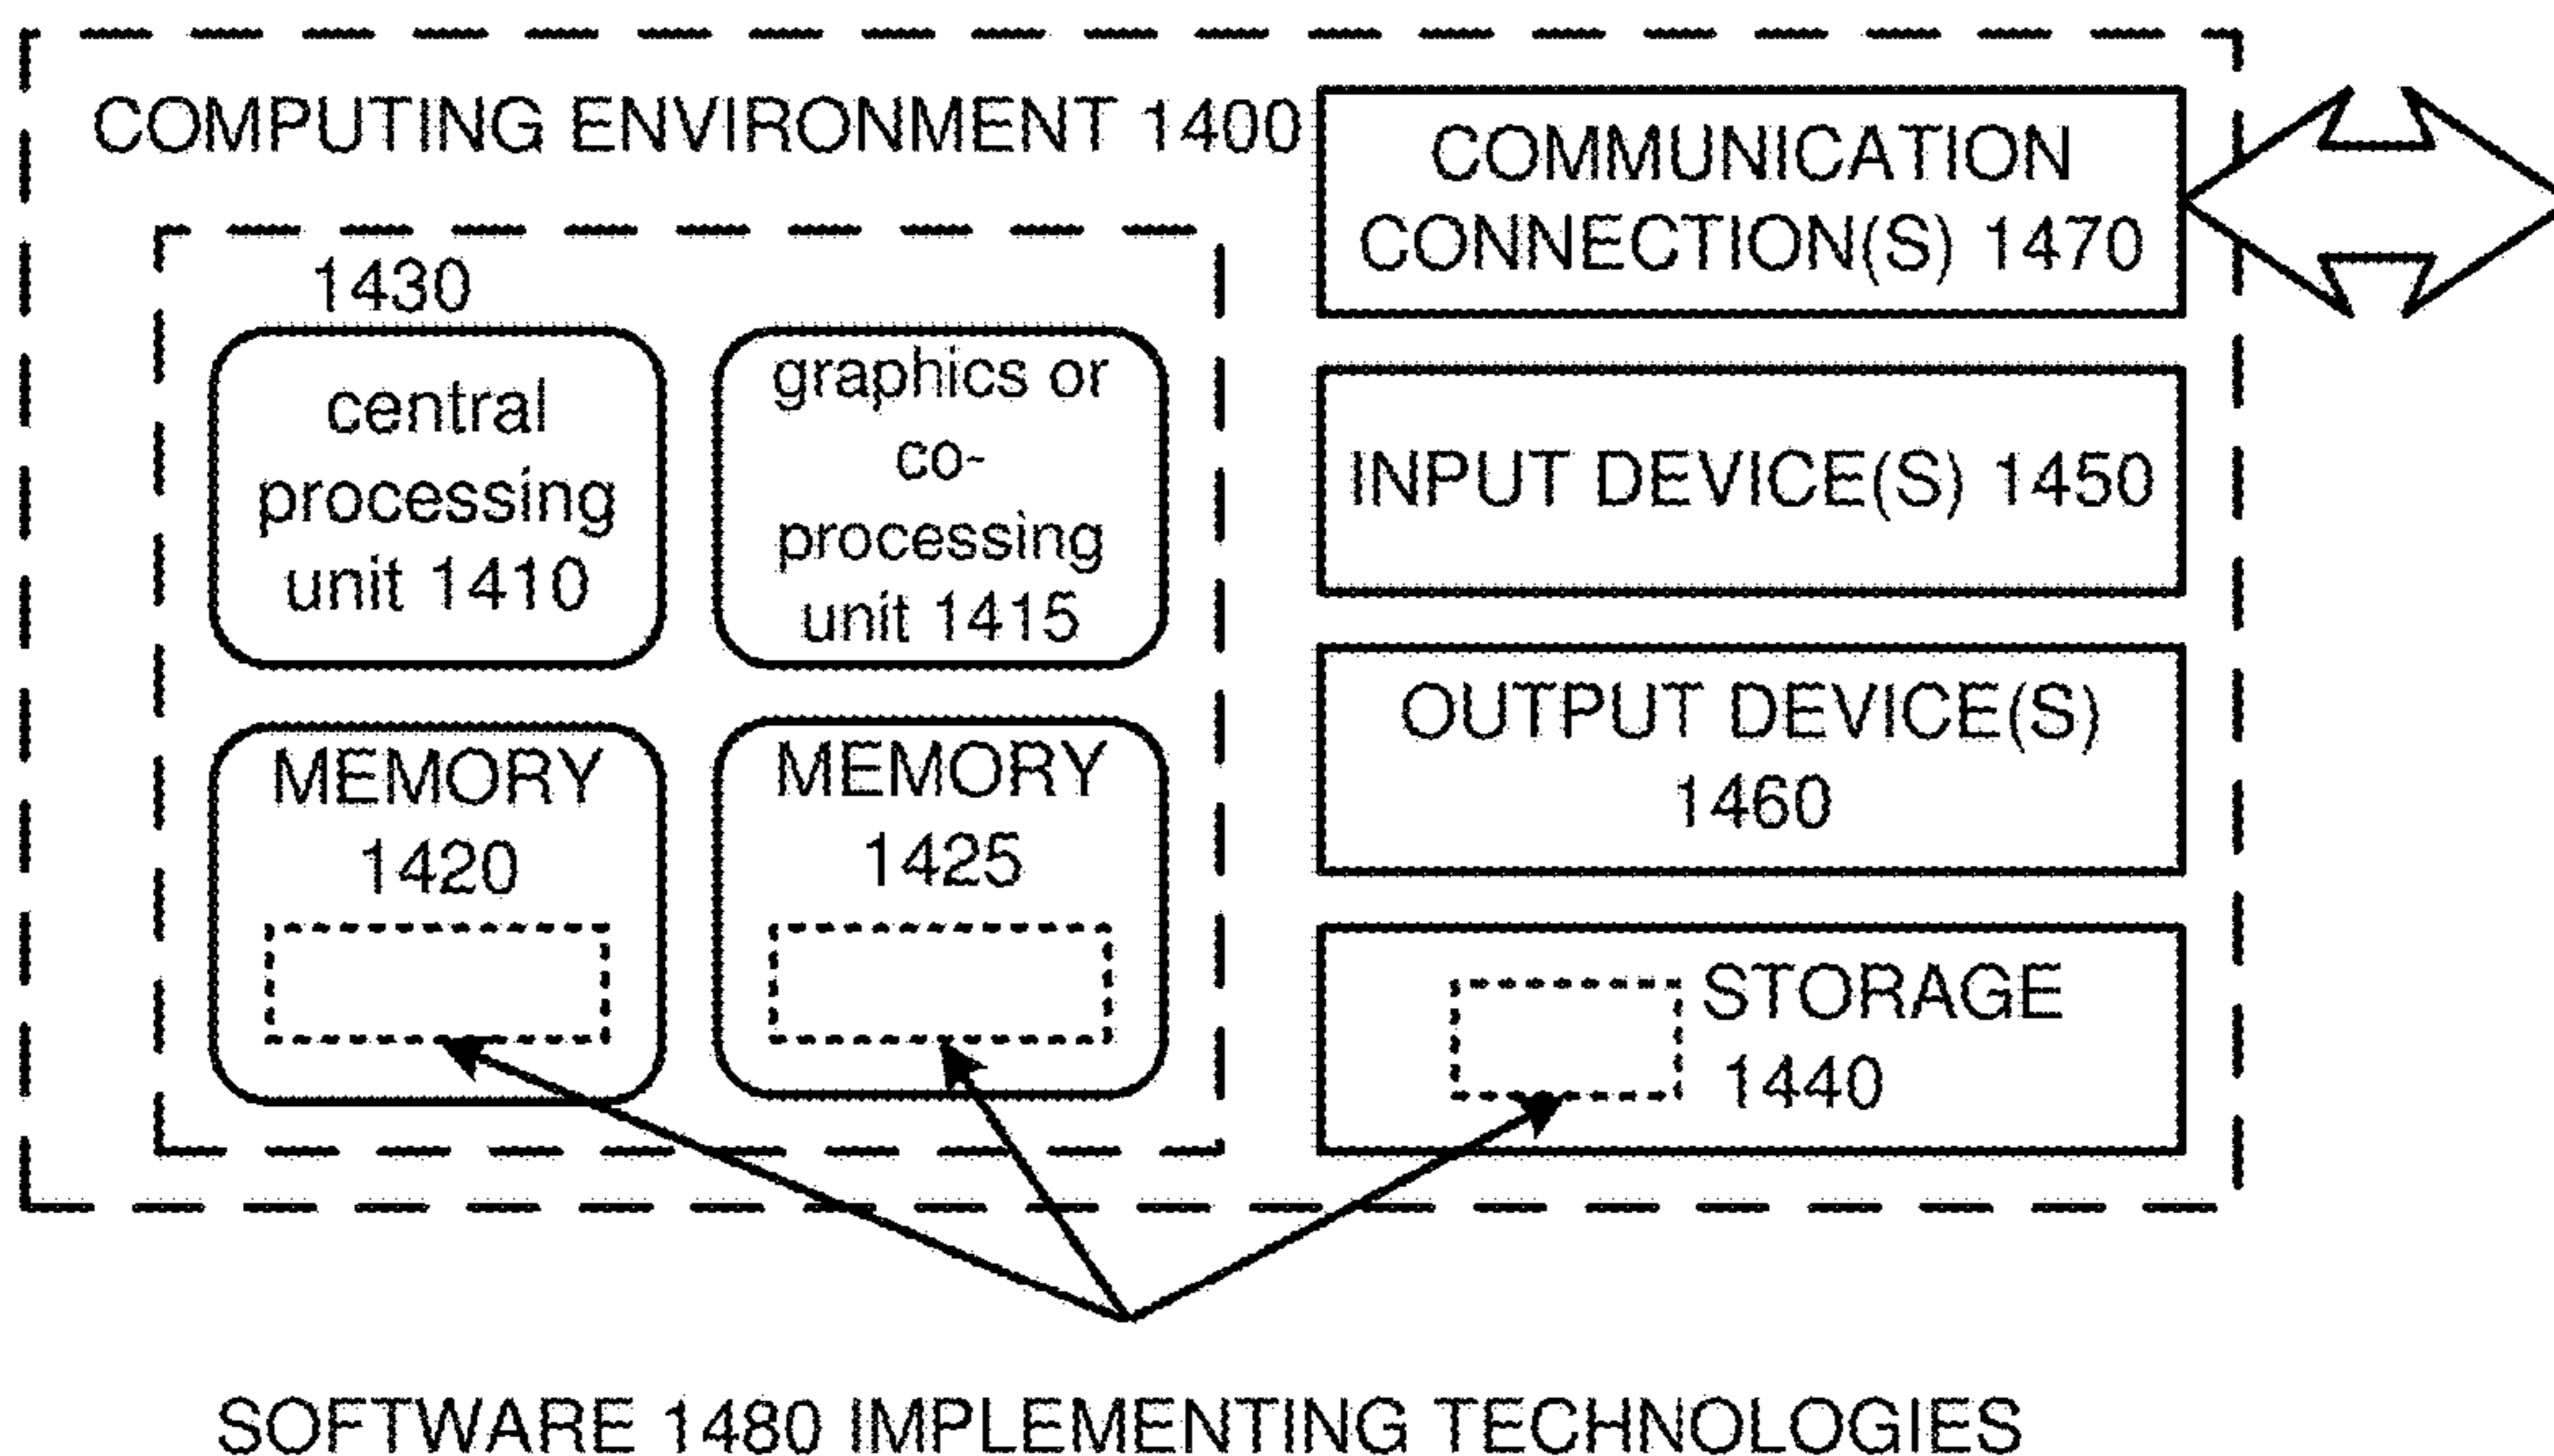 COMPUTING ENVIRONMENT 1400
1430
central
processing
unit 1410
graphics or
co-
processing
unit 1415
MEMORY
1420
MEMORY
1425
COMMUNICATION
CONNECTION(S) 1470
INPUT DEVICE(S) 1450
OUTPUT DEVICE(S)
1460
STORAGE
1440
SOFTWARE 1480 IMPLEMENTING TECHNOLOGIES